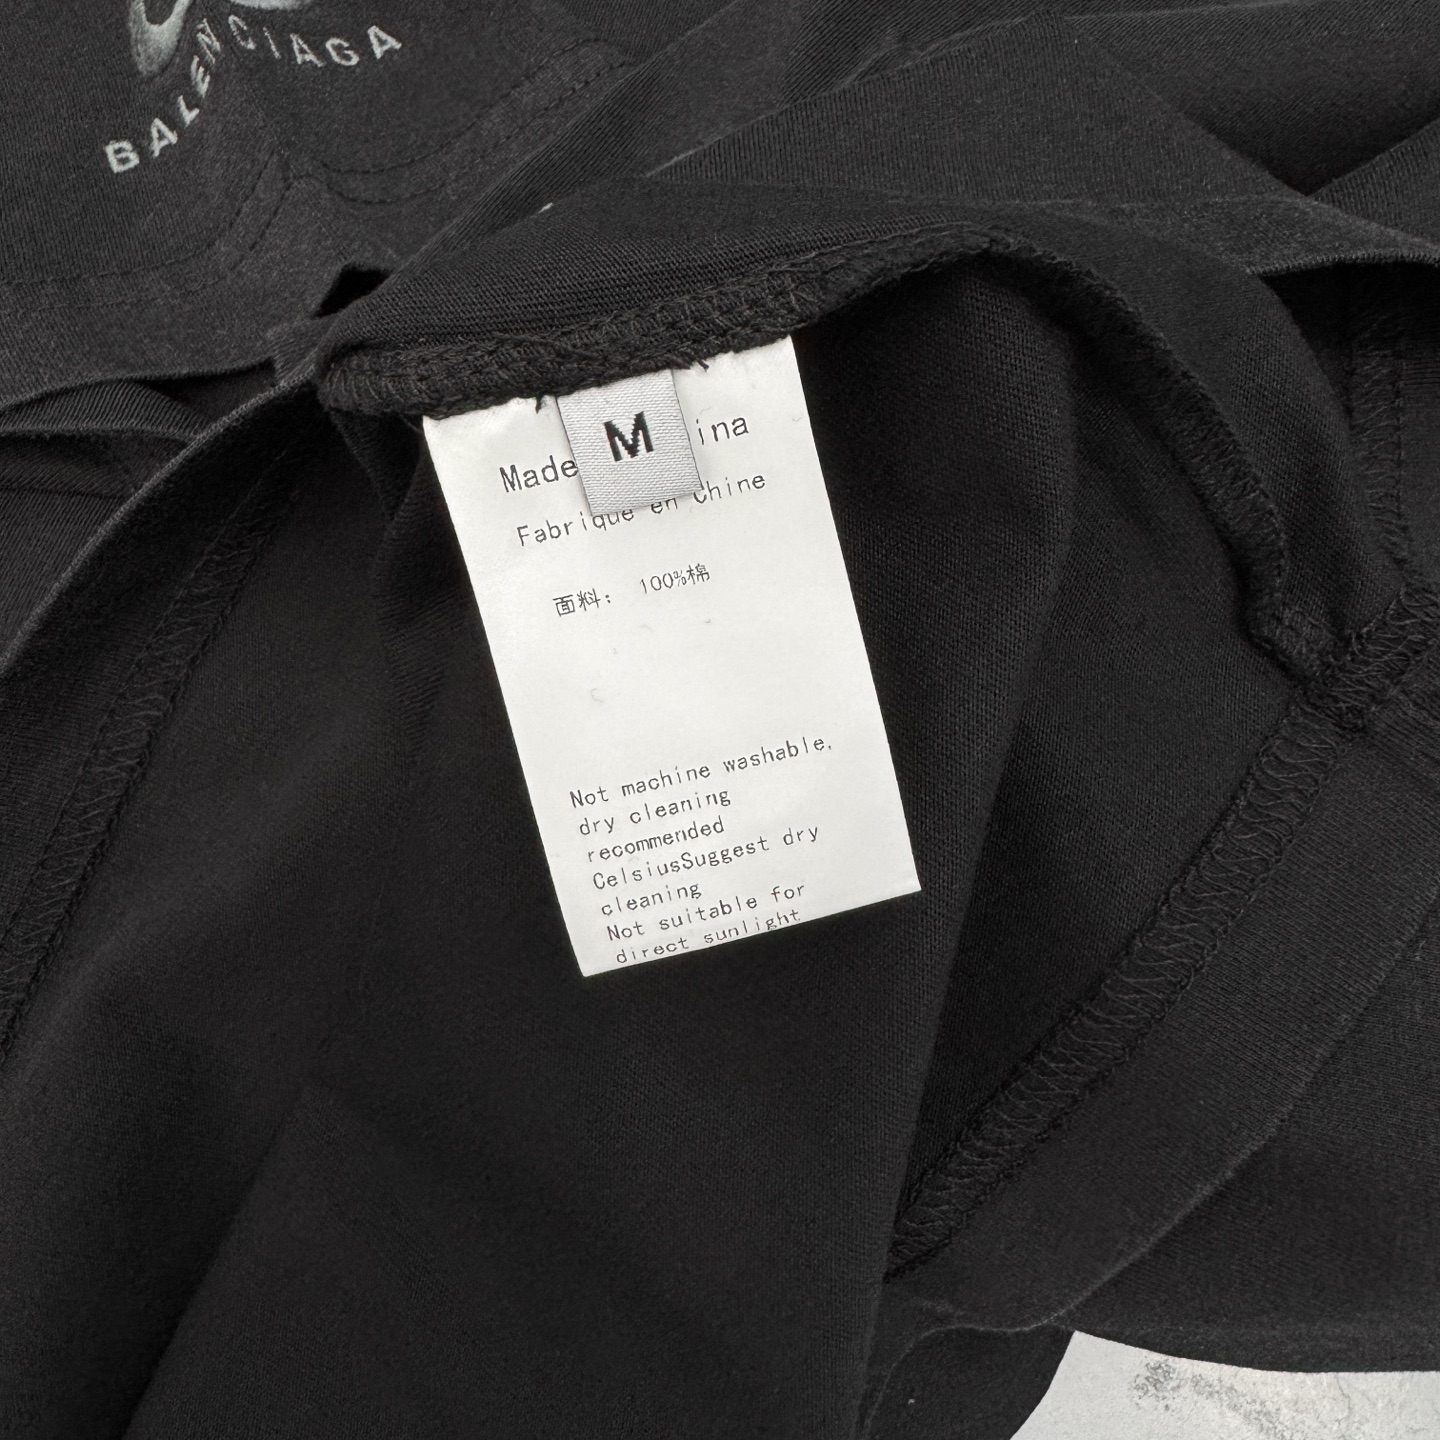 BALENCIAGA
M
Made ina
Fabrique en Chine
面料： 100%棉
Not machine washable,
dry cleaning
recommended
CelsiusSuggest dry
cleaning
Not suitable for
direct sunlight